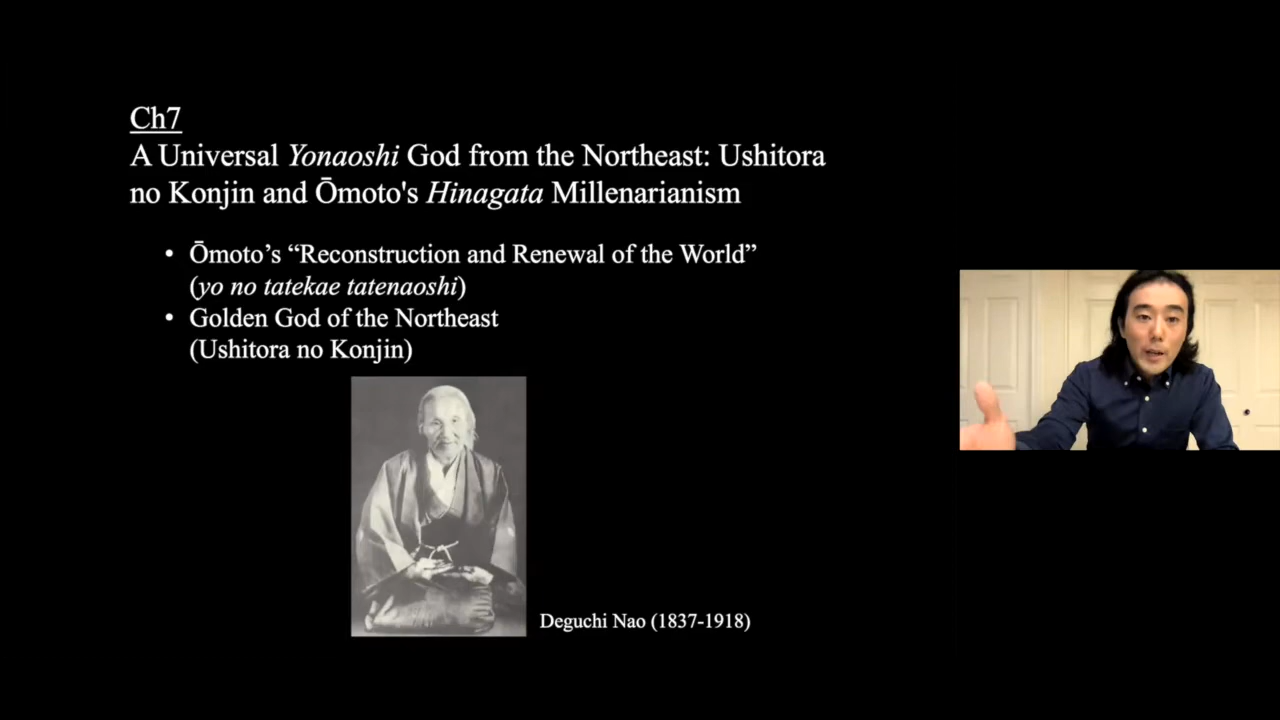 Ch7
A Universal Yonaoshi God from the Northeast: Ushitora
no Konjin and Ōmoto's Hinagata Millenarianism
• Ōmoto’s “Reconstruction and Renewal of the World”
(yo no tatekae tatenaoshi)
• Golden God of the Northeast
(Ushitora no Konjin)
Deguchi Nao (1837-1918)